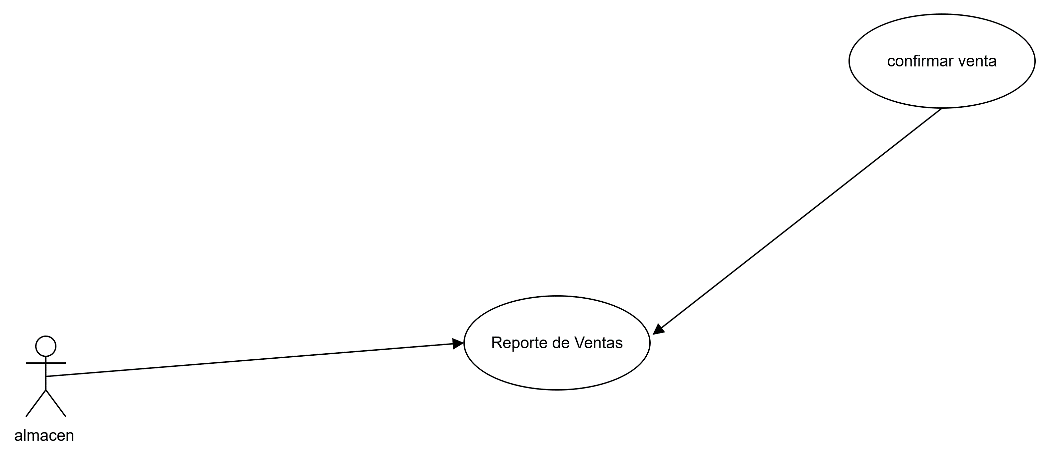 confirmar venta
Reporte de Ventas
almacen